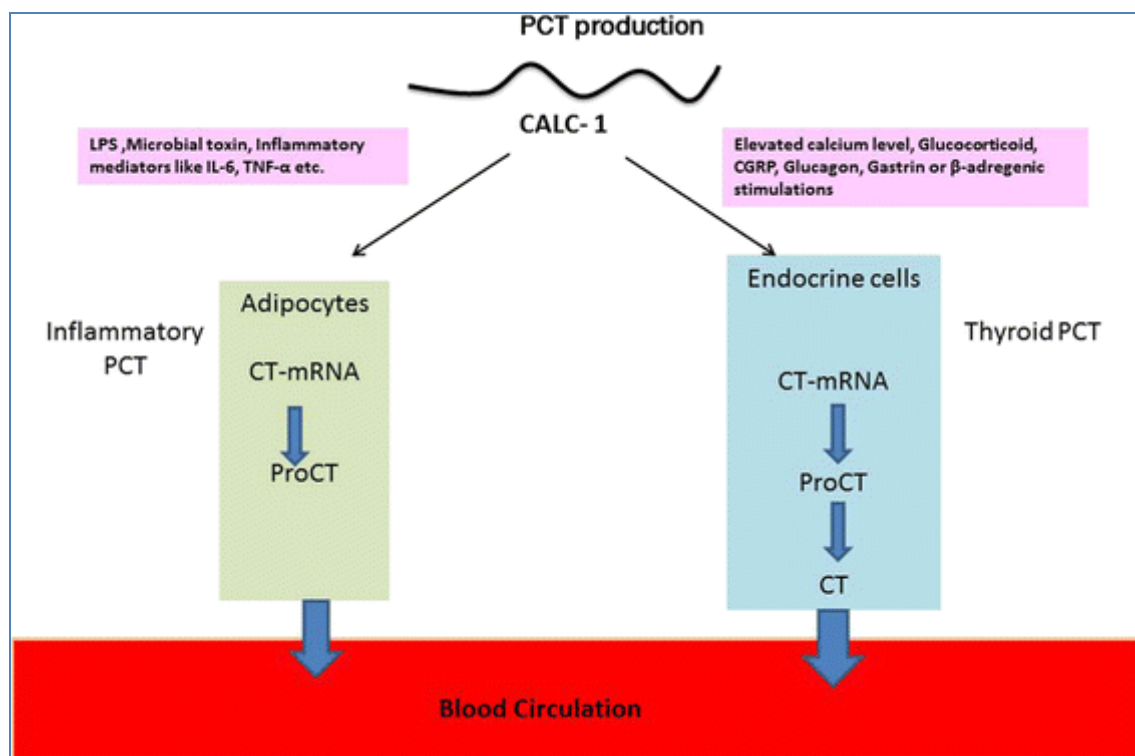 PCT production
CALC- 1
LPS ,Microbial toxin, Inflammatory
mediators like IL-6, TNF-α etc.
Elevated calcium level, Glucocorticoid,
CGRP, Glucagon, Gastrin or β-adregenic
stimulations
Inflammatory
PCT
Adipocytes
CT-mRNA
ProCT
Endocrine cells
CT-mRNA
ProCT
CT
Thyroid PCT
Blood Circulation